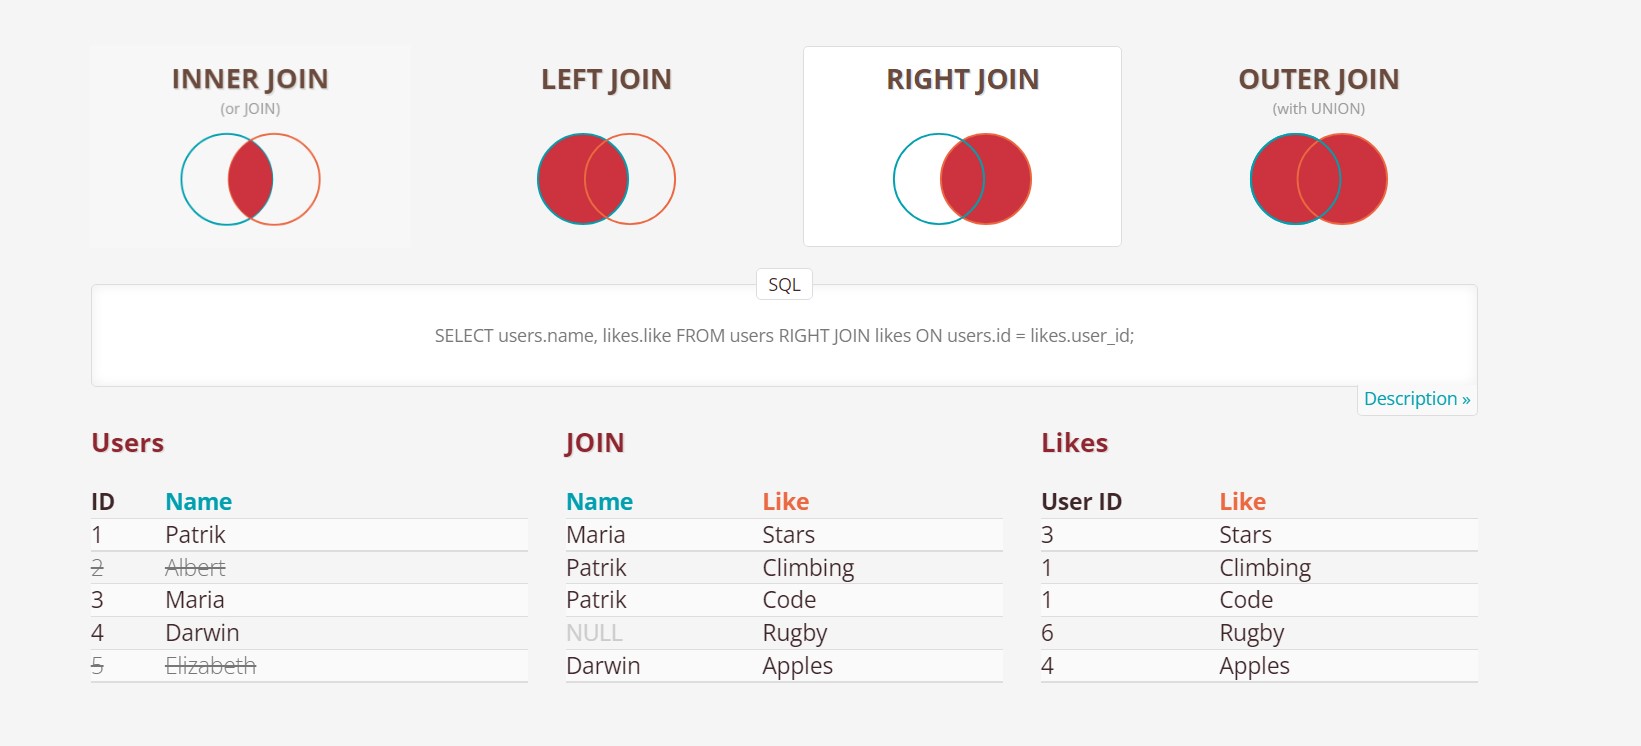 INNER JOIN
(or JOIN)
LEFT JOIN
RIGHT JOIN
OUTER JOIN
(with UNION)
SQL
SELECT users.name, likes.like FROM users RIGHT JOIN likes ON users.id = likes.user_id;
Description »
Users
ID Name
1 Patrik
2 Albert
3 Maria
4 Darwin
5 Elizabeth
JOIN
Name Like
Maria Stars
Patrik Climbing
Patrik Code
NULL Rugby
Darwin Apples
Likes
User ID Like
3 Stars
1 Climbing
1 Code
6 Rugby
4 Apples